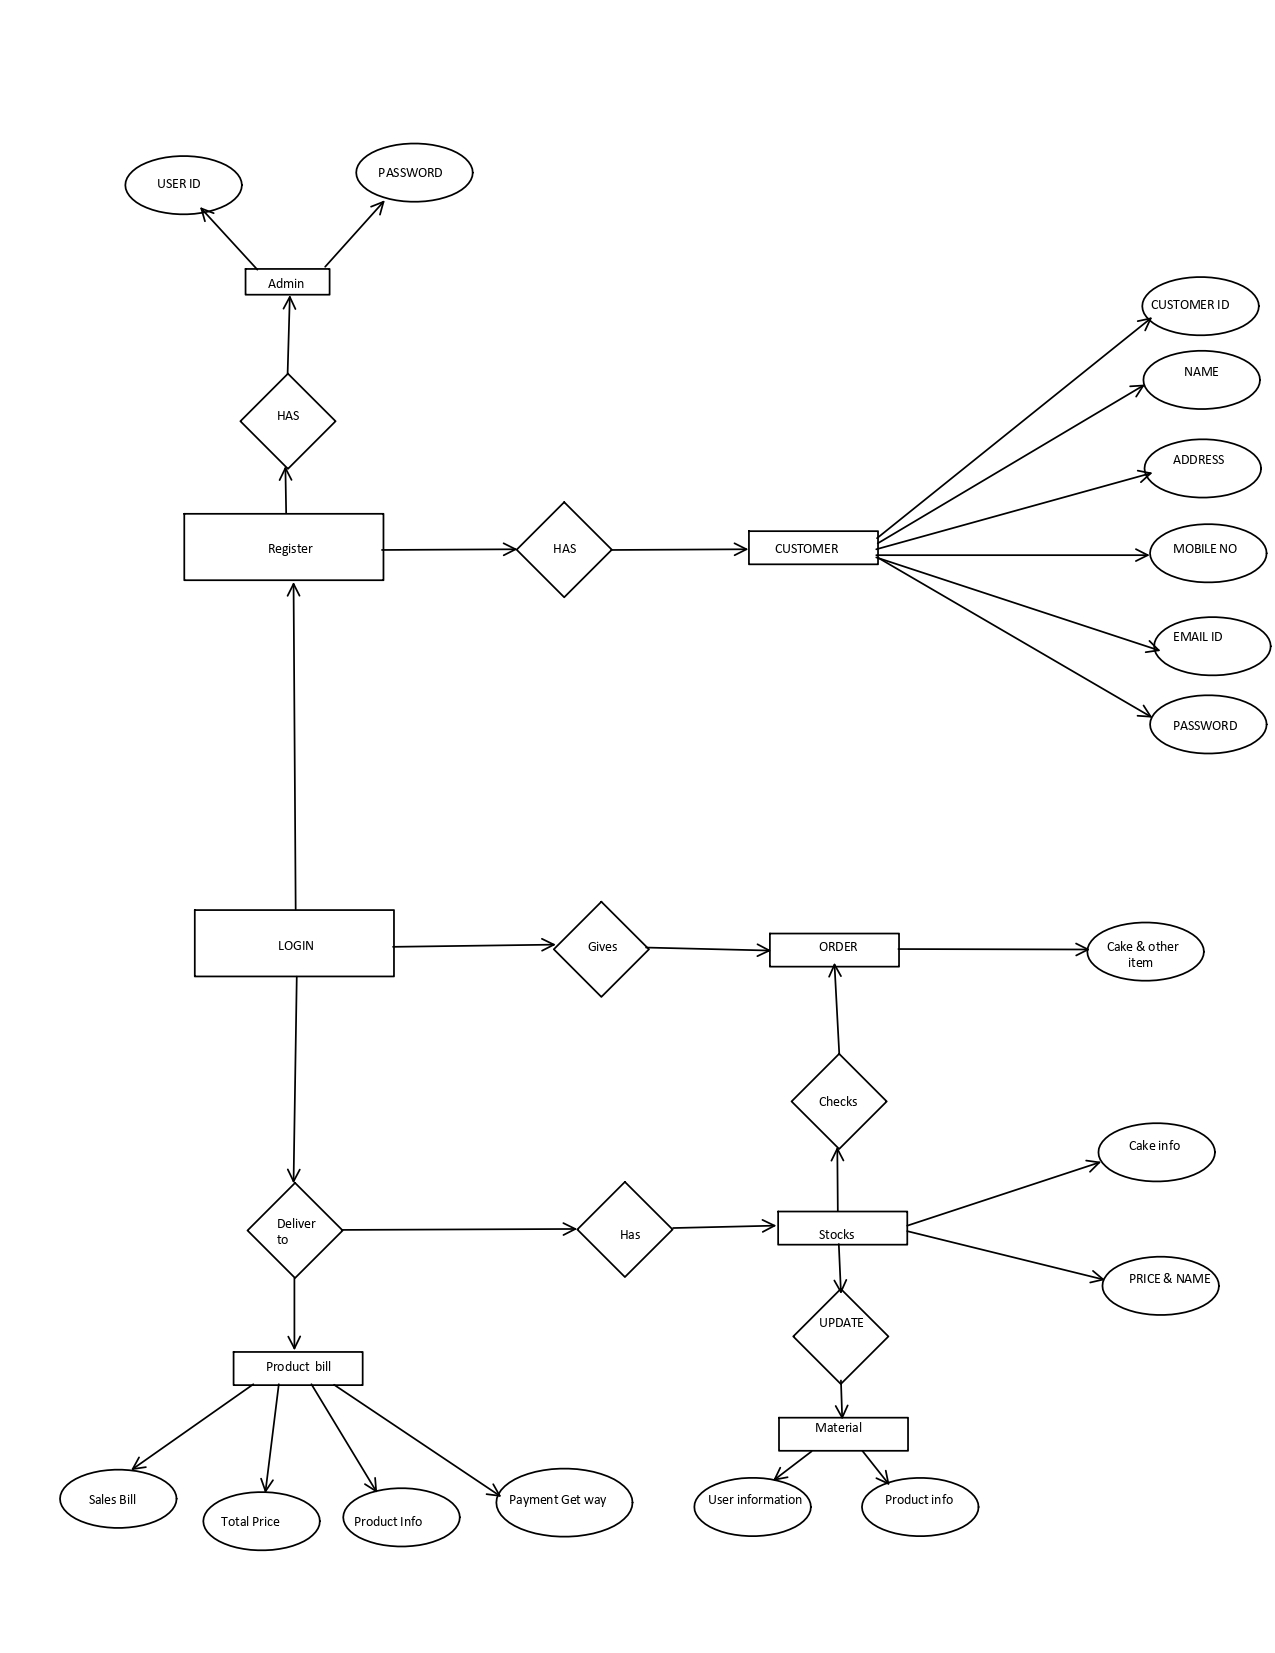 USER ID
PASSWORD
Admin
HAS
CUSTOMER ID
NAME
ADDRESS
Register
HAS
CUSTOMER
MOBILE NO
EMAIL ID
PASSWORD
LOGIN
Gives
ORDER
Cake & other
item
Checks
Cake info
Deliver
to
Has
Stocks
PRICE & NAME
UPDATE
Product bill
Material
Sales Bill
Total Price
Product Info
Payment Get way
User information
Product info